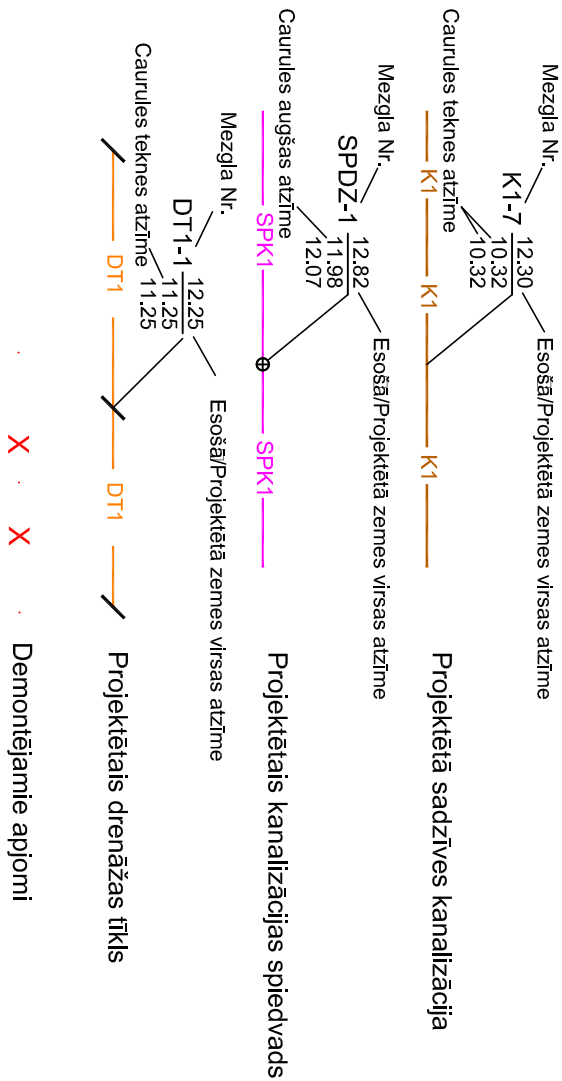 Mezgla Nr.
K1-7
12.30
10.32
10.32
Caurules teknes atzīme
Esošā/Projektētā zemes virsas atzīme
K1
K1
K1
Projektētā sadzīves kanalizācija
Mezgla Nr.
SPDZ-1
12.82
11.98
12.07
Caurules augšas atzīme
Esošā/Projektētā zemes virsas atzīme
SPK1
SPK1
Projektētais kanalizācijas spiedvads
Mezgla Nr.
DT1-1
12.25
11.25
11.25
Caurules teknes atzīme
Esošā/Projektētā zemes virsas atzīme
DT1
DT1
Projektētais drenāžas tīkls
X
X
Demontējamie apjomi